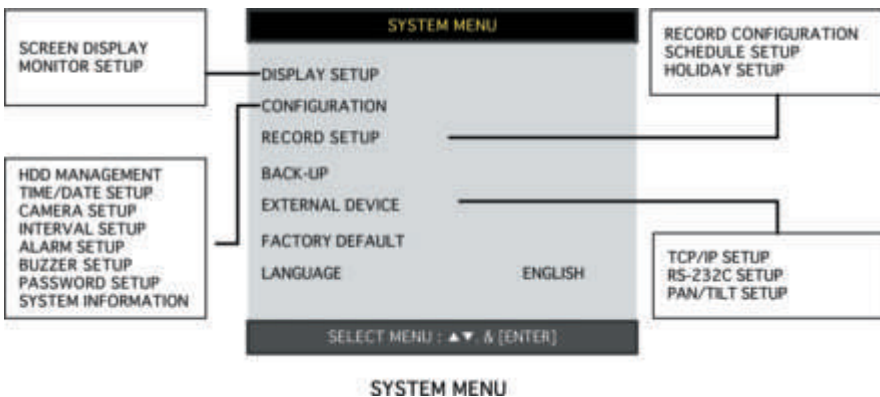 SYSTEM MENU
SCREEN DISPLAY
MONITOR SETUP
RECORD CONFIGURATION
SCHEDULE SETUP
HOLIDAY SETUP
DISPLAY SETUP
CONFIGURATION
RECORD SETUP
BACK-UP
EXTERNAL DEVICE
FACTORY DEFAULT
LANGUAGE ENGLISH
HDD MANAGEMENT
TIME/DATE SETUP
CAMERA SETUP
INTERVAL SETUP
ALARM SETUP
BUZZER SETUP
PASSWORD SETUP
SYSTEM INFORMATION
TCP/IP SETUP
RS-232C SETUP
PAN/TILT SETUP
SELECT MENU : ▲▼, & [ENTER]
SYSTEM MENU